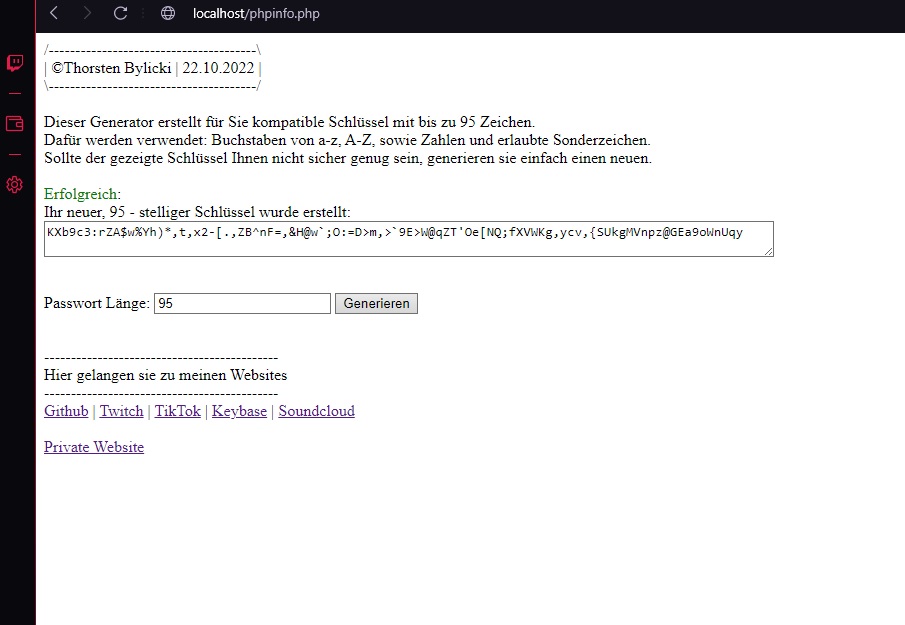 localhost/phpinfo.php
/---------------------------------------\
| ©Thorsten Bylicki | 22.10.2022 |
\---------------------------------------/
Dieser Generator erstellt für Sie kompatible Schlüssel mit bis zu 95 Zeichen.
Dafür werden verwendet: Buchstaben von a-z, A-Z, sowie Zahlen und erlaubte Sonderzeichen.
Sollte der gezeigte Schlüssel Ihnen nicht sicher genug sein, generieren sie einfach einen neuen.
Erfolgreich:
Ihr neuer, 95 - stelliger Schlüssel wurde erstellt:
KXb9c3:rZA$w%Yh)*,t,x2-[.,ZB^nF=,&H@w`;O:=D>m,>`9E>W@qZT'Oe[NQ;fXVWKg,ycv,{SUkgMVnpz@GEa9oWnUqy
Passwort Länge: 95 Generieren
--------------------------------------------
Hier gelangen sie zu meinen Websites
--------------------------------------------
Github | Twitch | TikTok | Keybase | Soundcloud
Private Website